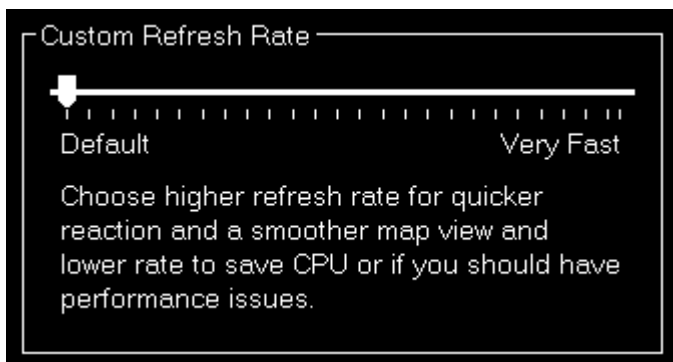 Custom Refresh Rate
Default Very Fast
Choose higher refresh rate for quicker
reaction and a smoother map view and
lower rate to save CPU or if you should have
performance issues.